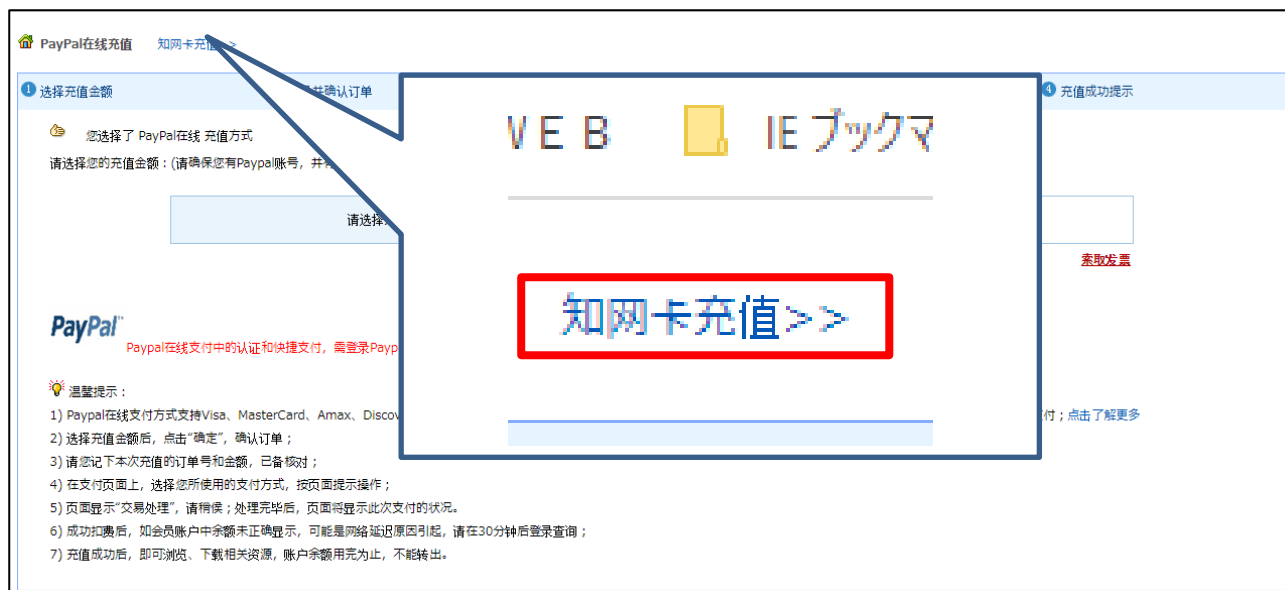 PayPal在线充值 知网卡充值>>
1 选择充值金额
并确认订单
4 充值成功提示
您选择了 PayPal在线 充值方式
请选择您的充值金额：(请确保您有Paypal账号，并有
请选择
索取发票
WEB IEブックマ
知网卡充值>>
PayPal
Paypal在线支付中的认证和快捷支付，需登录Payp
温馨提示：
1) Paypal在线支付方式支持Visa、MasterCard、Amax、Discov
付；点击了解更多
2) 选择充值金额后，点击“确定”，确认订单；
3) 请您记下本次充值的订单号和金额，已备核对；
4) 在支付页面上，选择您所使用的支付方式，按页面提示操作；
5) 页面显示“交易处理”，请稍侯；处理完毕后，页面将显示此次支付的状况。
6) 成功扣费后，如会员账户中余额未正确显示，可能是网络延迟原因引起，请在30分钟后登录查询；
7) 充值成功后，即可浏览、下载相关资源，账户余额用完为止，不能转出。